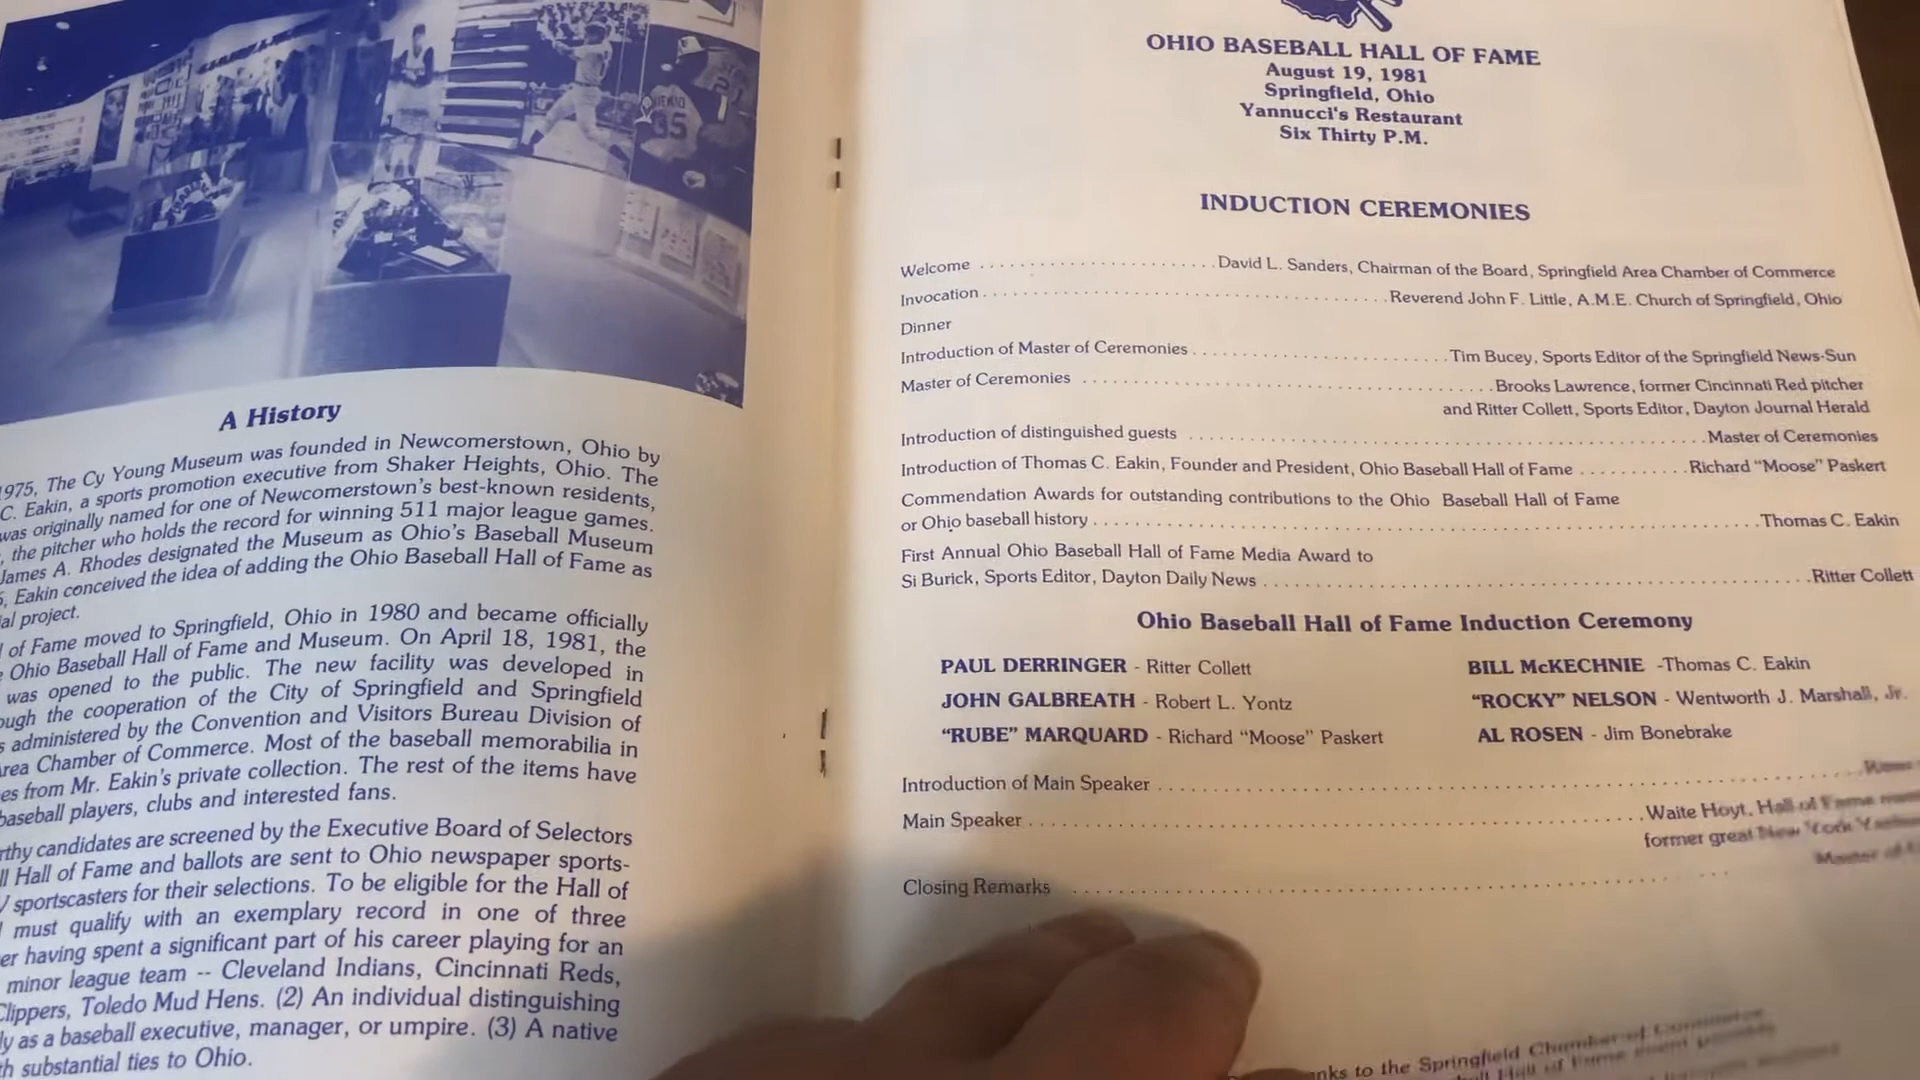 A History
1975, The Cy Young Museum was founded in Newcomerstown, Ohio by
C. Eakin, a sports promotion executive from Shaker Heights, Ohio. The
was originally named for one of Newcomerstown's best-known residents,
, the pitcher who holds the record for winning 511 major league games.
James A. Rhodes designated the Museum as Ohio's Baseball Museum
, Eakin conceived the idea of adding the Ohio Baseball Hall of Fame as
ial project.
l of Fame moved to Springfield, Ohio in 1980 and became officially
Ohio Baseball Hall of Fame and Museum. On April 18, 1981, the
was opened to the public. The new facility was developed in
ough the cooperation of the City of Springfield and Springfield
s administered by the Convention and Visitors Bureau Division of
Area Chamber of Commerce. Most of the baseball memorabilia in
es from Mr. Eakin's private collection. The rest of the items have
baseball players, clubs and interested fans.
rthy candidates are screened by the Executive Board of Selectors
ll Hall of Fame and ballots are sent to Ohio newspaper sports-
V sportscasters for their selections. To be eligible for the Hall of
must qualify with an exemplary record in one of three
er having spent a significant part of his career playing for an
minor league team -- Cleveland Indians, Cincinnati Reds,
Clippers, Toledo Mud Hens. (2) An individual distinguishing
ly as a baseball executive, manager, or umpire. (3) A native
th substantial ties to Ohio.
OHIO BASEBALL HALL OF FAME
August 19, 1981
Springfield, Ohio
Yannucci's Restaurant
Six Thirty P.M.
INDUCTION CEREMONIES
Welcome ........................ David L. Sanders, Chairman of the Board, Springfield Area Chamber of Commerce
Invocation ........................ Reverend John F. Little, A.M.E. Church of Springfield, Ohio
Dinner
Introduction of Master of Ceremonies ........................ Tim Bucey, Sports Editor of the Springfield News-Sun
Master of Ceremonies ........................ Brooks Lawrence, former Cincinnati Red pitcher
and Ritter Collett, Sports Editor, Dayton Journal Herald
Introduction of distinguished guests ........................ Master of Ceremonies
Introduction of Thomas C. Eakin, Founder and President, Ohio Baseball Hall of Fame ........... Richard "Moose" Paskert
Commendation Awards for outstanding contributions to the Ohio Baseball Hall of Fame
or Ohio baseball history ........................ Thomas C. Eakin
First Annual Ohio Baseball Hall of Fame Media Award to
Si Burick, Sports Editor, Dayton Daily News ........................ Ritter Collett
Ohio Baseball Hall of Fame Induction Ceremony
PAUL DERRINGER - Ritter Collett
BILL McKECHNIE -Thomas C. Eakin
JOHN GALBREATH - Robert L. Yontz
"ROCKY" NELSON - Wentworth J. Marshall, Jr.
"RUBE" MARQUARD - Richard "Moose" Paskert
AL ROSEN - Jim Bonebrake
Introduction of Main Speaker ........................
Main Speaker ........................ Waite Hoyt, Hall of Fame
former great New York
Closing Remarks ........................ Master of
anks to the Springfield Chamber of Commerce
Hall of Fame event